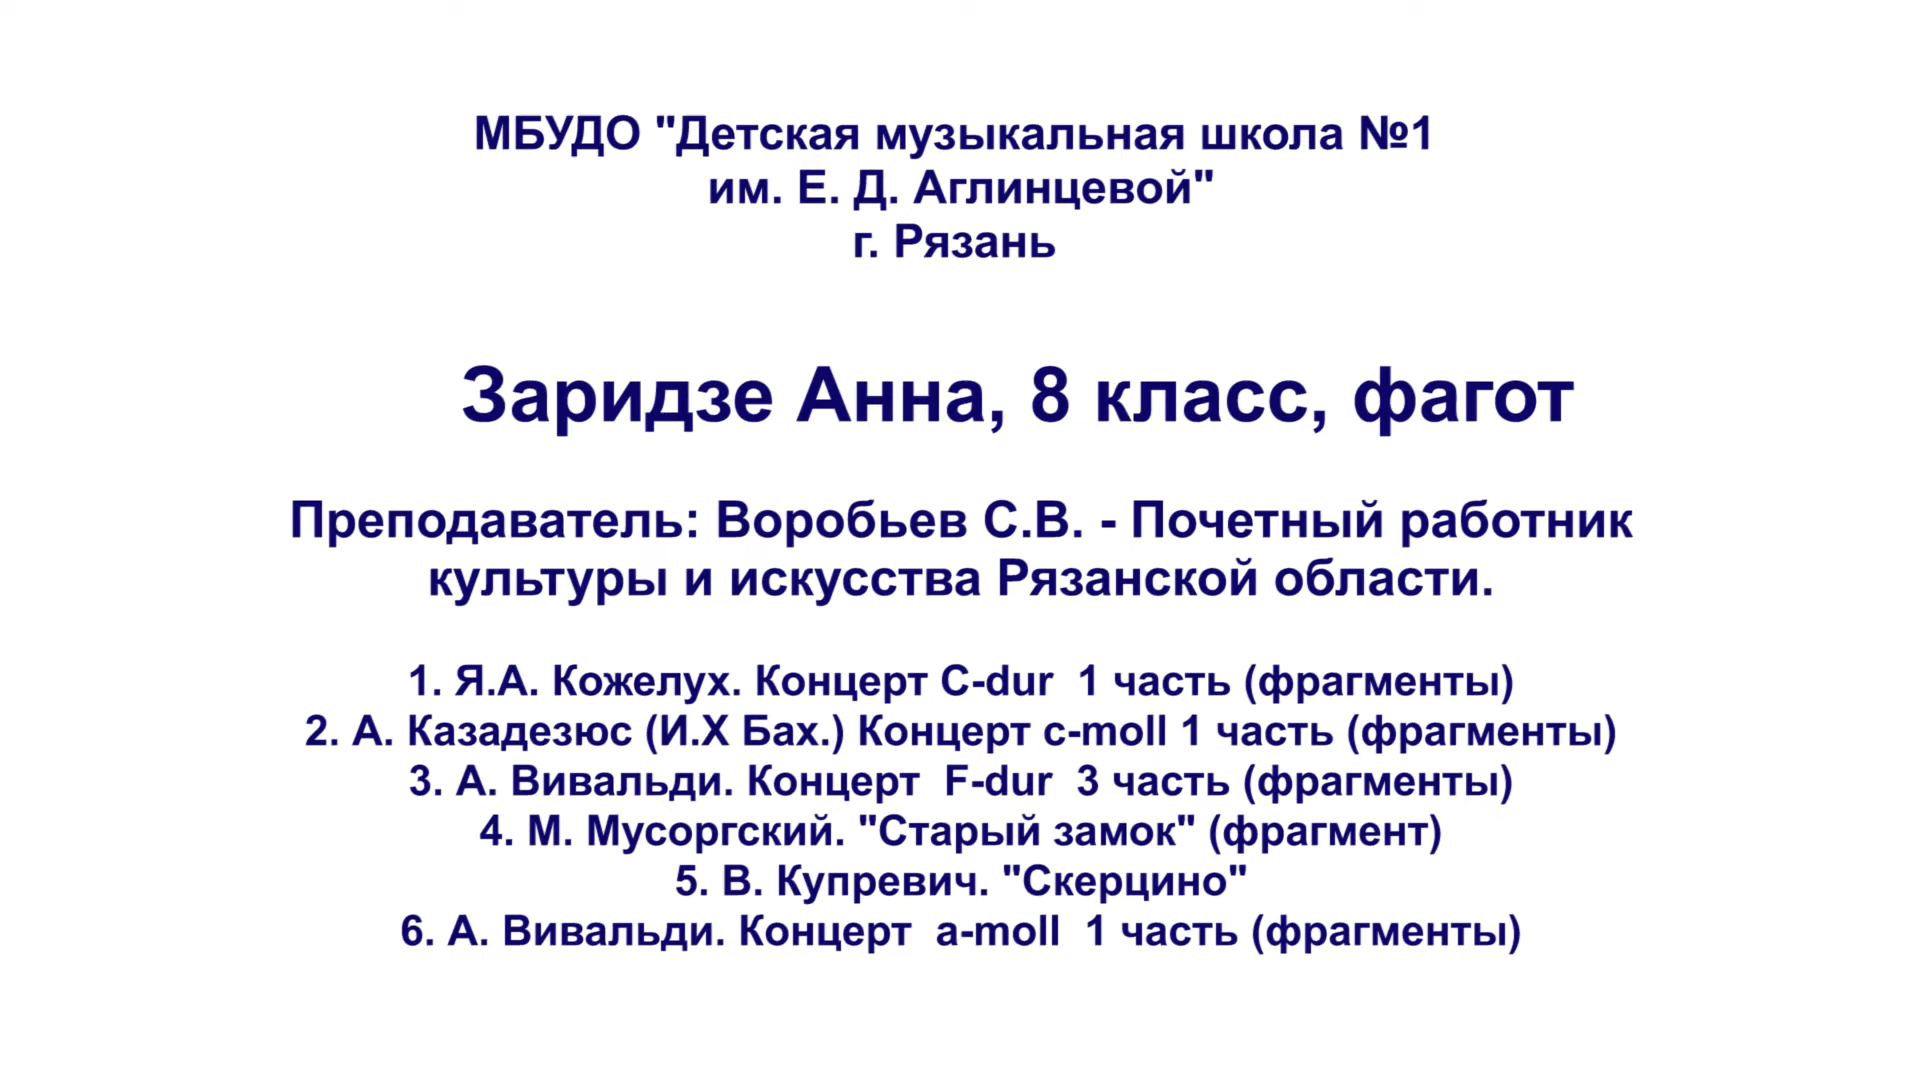 МБУДО "Детская музыкальная школа №1
им. Е. Д. Аглинцевой"
г. Рязань
Заридзе Анна, 8 класс, фагот
Преподаватель: Воробьев С.В. - Почетный работник
культуры и искусства Рязанской области.
1. Я.А. Кожелух. Концерт C-dur 1 часть (фрагменты)
2. А. Казадезюс (И.Х Бах.) Концерт c-moll 1 часть (фрагменты)
3. А. Вивальди. Концерт F-dur 3 часть (фрагменты)
4. М. Мусоргский. "Старый замок" (фрагмент)
5. В. Купревич. "Скерцино"
6. А. Вивальди. Концерт a-moll 1 часть (фрагменты)